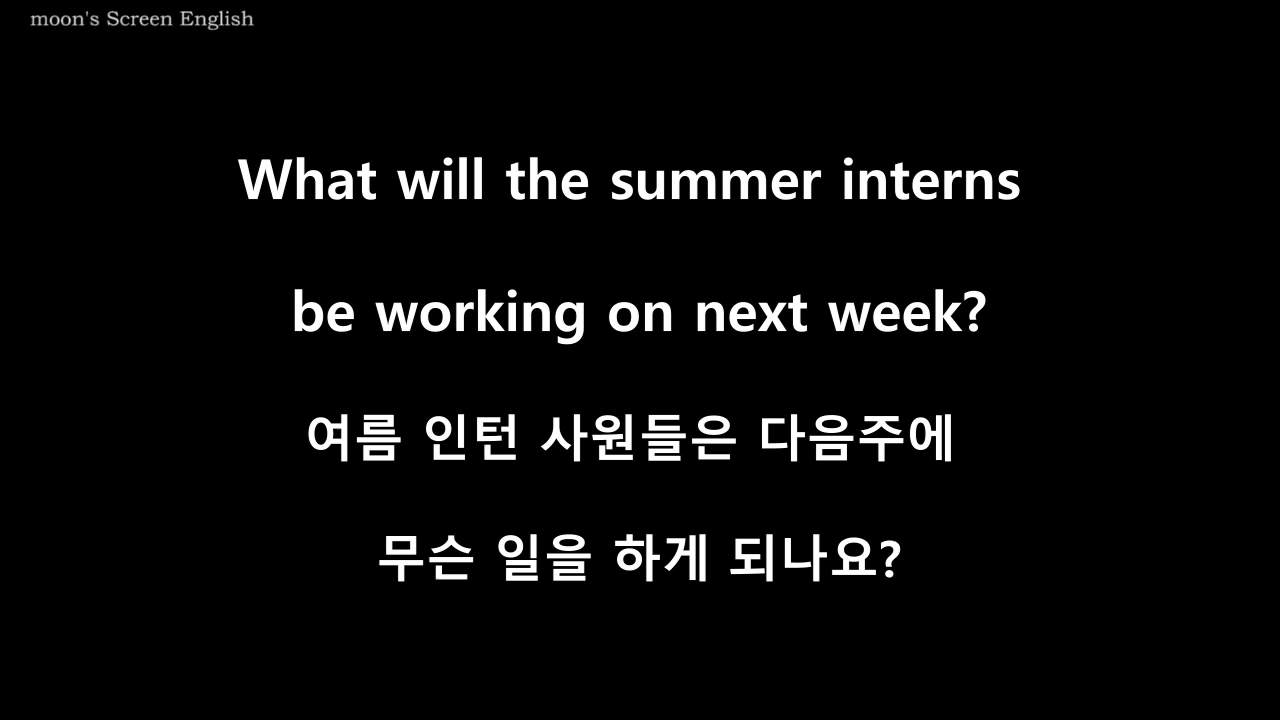 moon's Screen English
What will the summer interns
be working on next week?
여름 인턴 사원들은 다음주에
무슨 일을 하게 되나요?